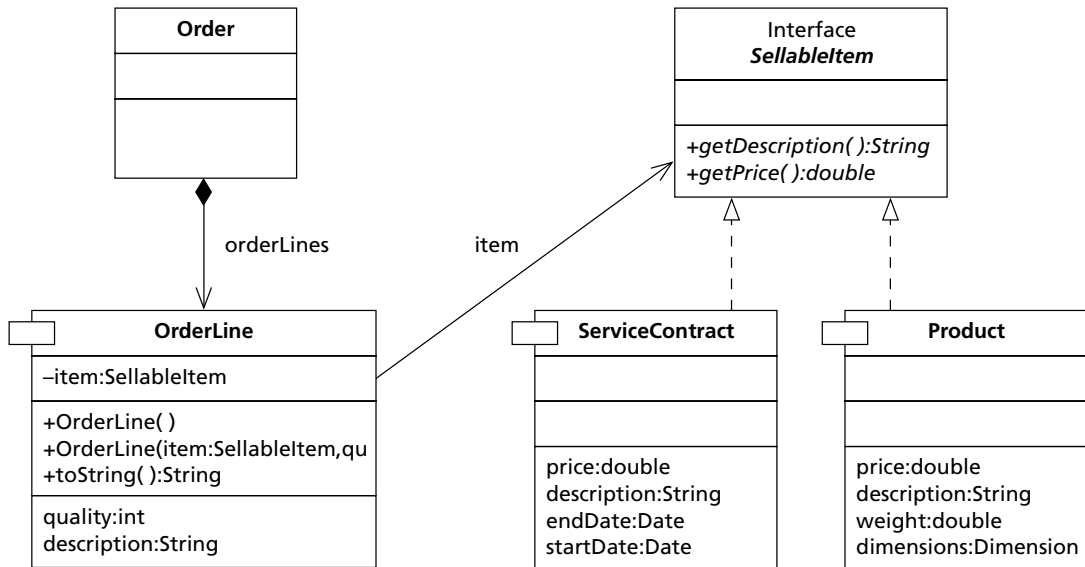 Order
Interface
SellableItem
+getDescription( ):String
+getPrice( ):double
orderLines
item
OrderLine
–item:SellableItem
+OrderLine( )
+OrderLine(item:SellableItem,qu
+toString( ):String
quality:int
description:String
ServiceContract
price:double
description:String
endDate:Date
startDate:Date
Product
price:double
description:String
weight:double
dimensions:Dimension